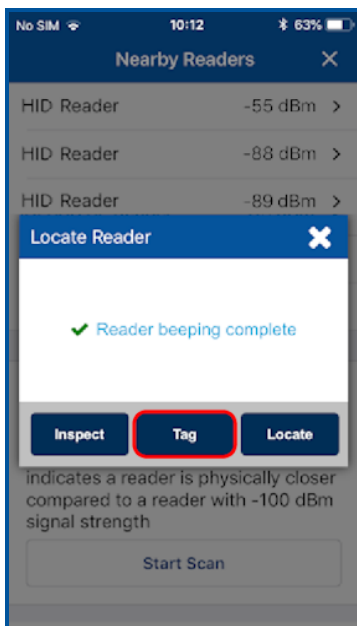 No SIM 10:12 63%
Nearby Readers ×
HID Reader -55 dBm >
HID Reader -88 dBm >
HID Reader -89 dBm >
Locate Reader
Reader beeping complete
Inspect Tag Locate
indicates a reader is physically closer
compared to a reader with -100 dBm
signal strength
Start Scan